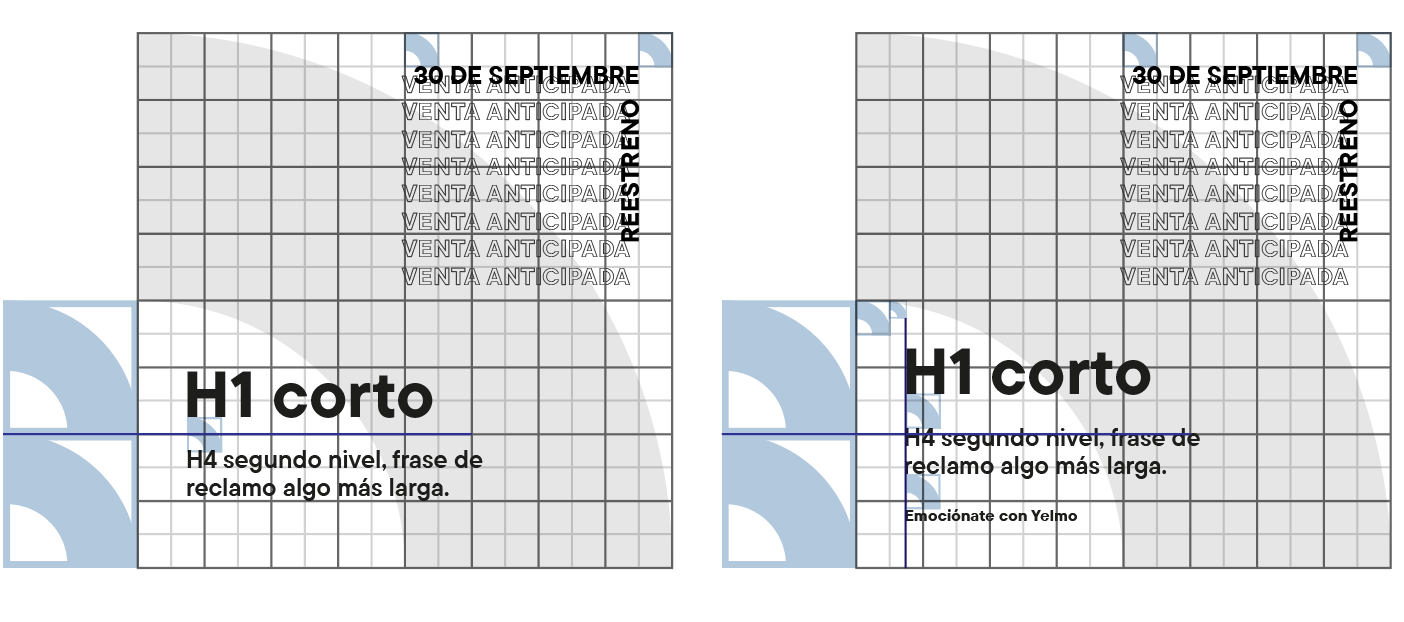 30 DE SEPTIEMBRE
VENTA ANTICIPADA
VENTA ANTICIPADA
VENTA ANTICIPADA
VENTA ANTICIPADA
VENTA ANTICIPADA
VENTA ANTICIPADA
VENTA ANTICIPADA
VENTA ANTICIPADA
REESTRENO
H1 corto
H4 segundo nivel, frase de
reclamo algo más larga.
30 DE SEPTIEMBRE
VENTA ANTICIPADA
VENTA ANTICIPADA
VENTA ANTICIPADA
VENTA ANTICIPADA
VENTA ANTICIPADA
VENTA ANTICIPADA
VENTA ANTICIPADA
VENTA ANTICIPADA
REESTRENO
H1 corto
H4 segundo nivel, frase de
reclamo algo más larga.
Emociónate con Yelmo